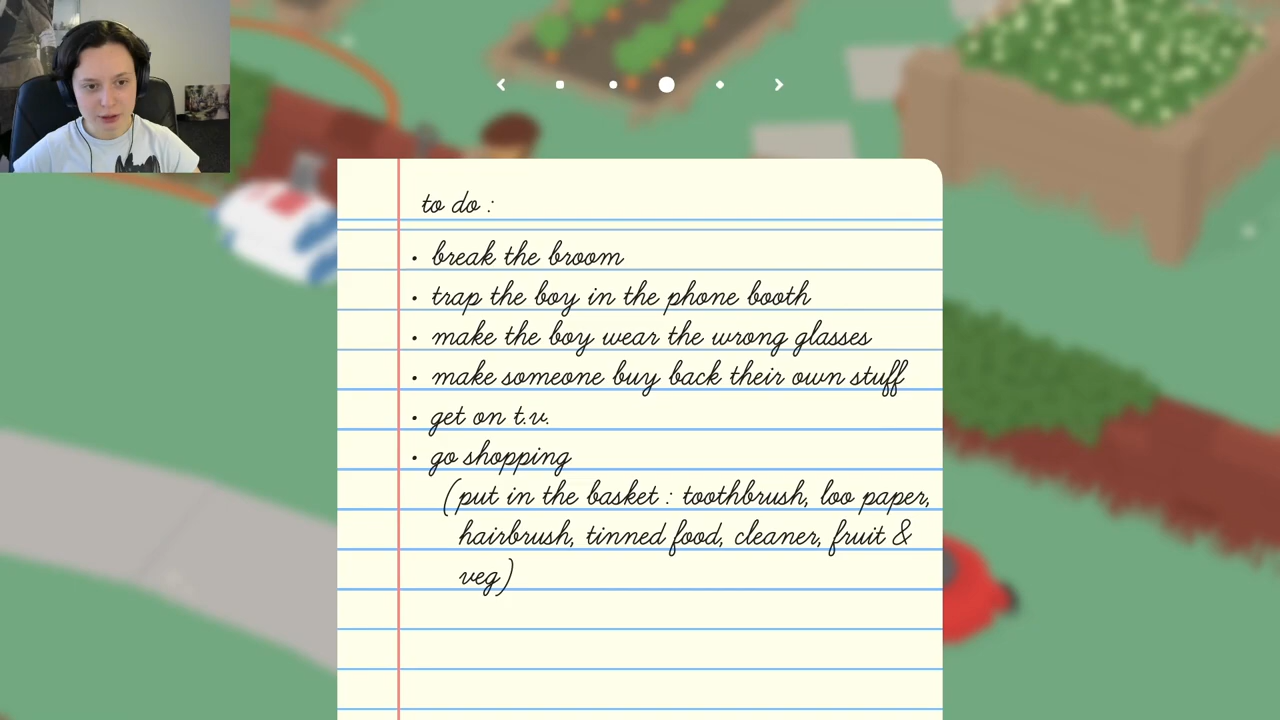 to do :
• break the broom
• trap the boy in the phone booth
• make the boy wear the wrong glasses
• make someone buy back their own stuff
• get on t.v.
• go shopping
(put in the basket : toothbrush, loo paper,
hairbrush, tinned food, cleaner, fruit &
veg)